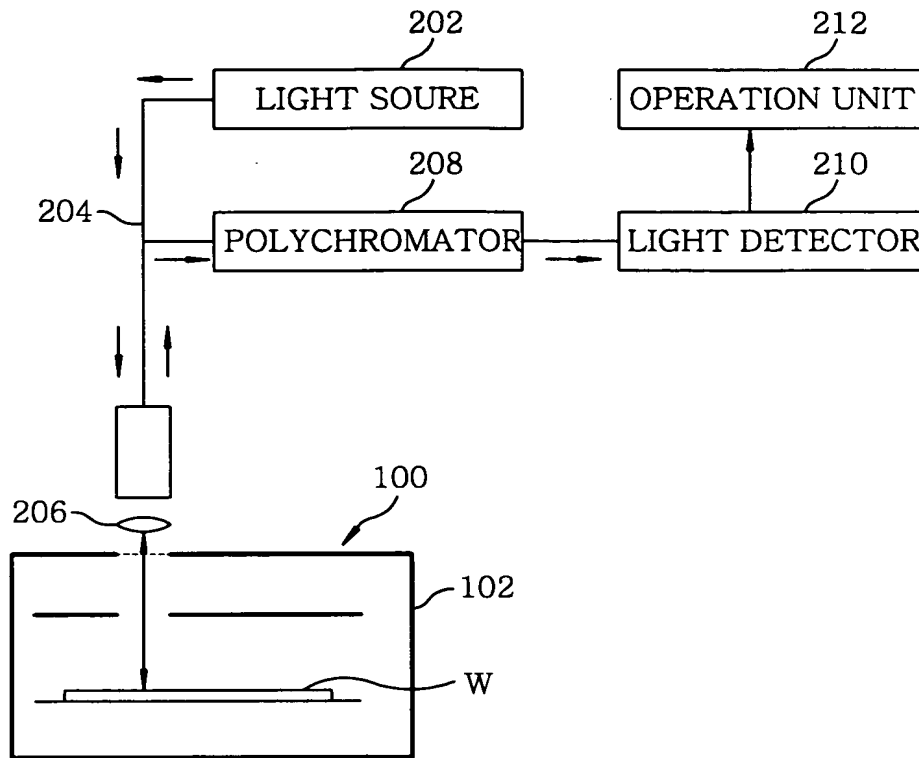 202
212
LIGHT SOURE
OPERATION UNIT
208
210
204
POLYCHROMATOR
LIGHT DETECTOR
206
100
102
W